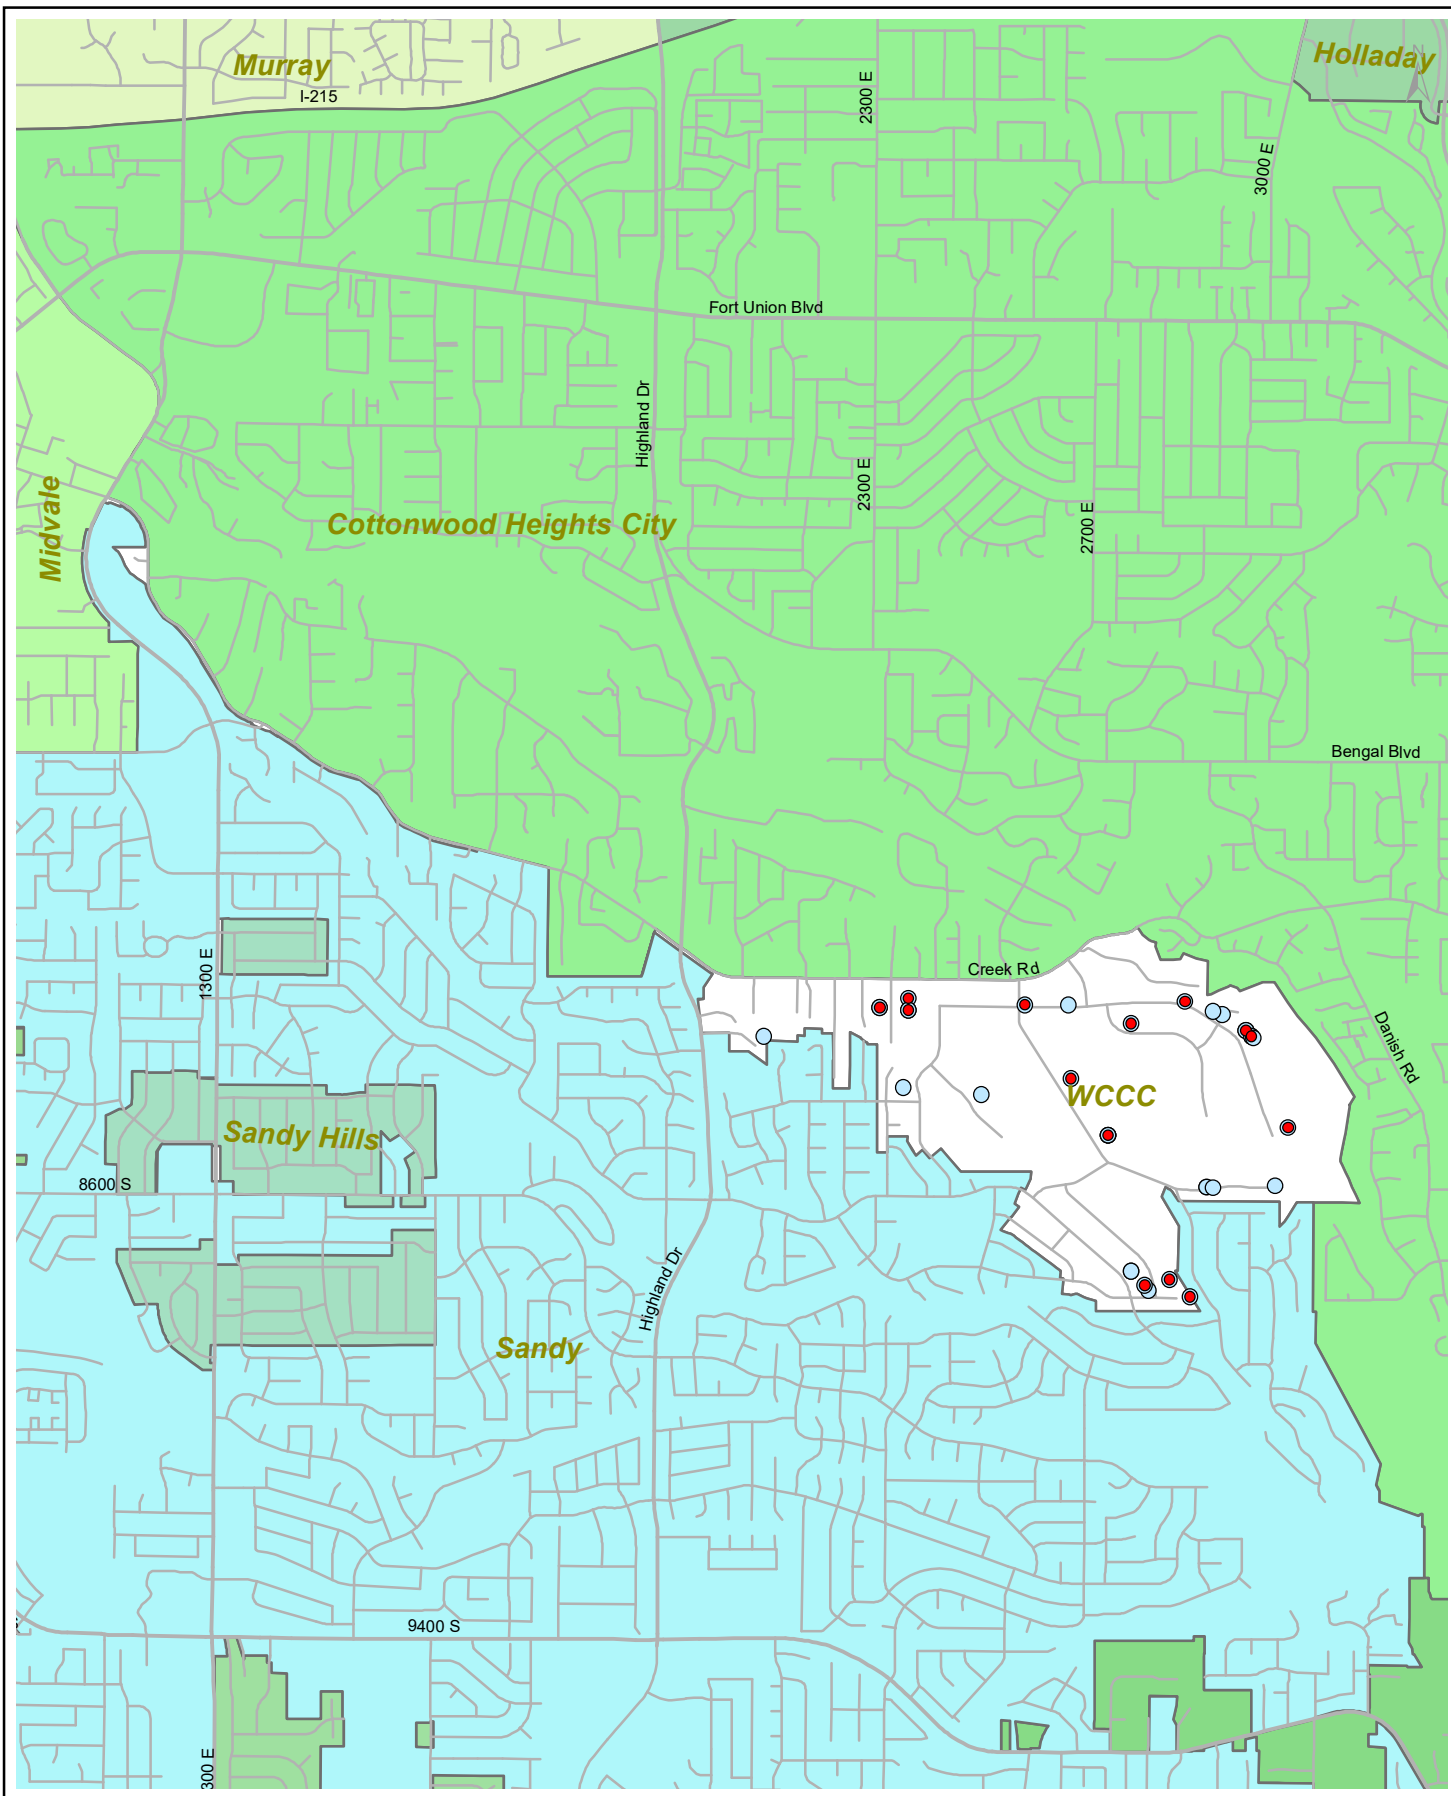 Murray
I-215
Holladay
2300 E
3000 E
Fort Union Blvd
Highland Dr
2300 E
2700 E
Midvale
Cottonwood Heights City
Bengal Blvd
1300 E
Creek Rd
Danish Rd
WCCC
Sandy Hills
8600 S
Highland Dr
Sandy
9400 S
300 E